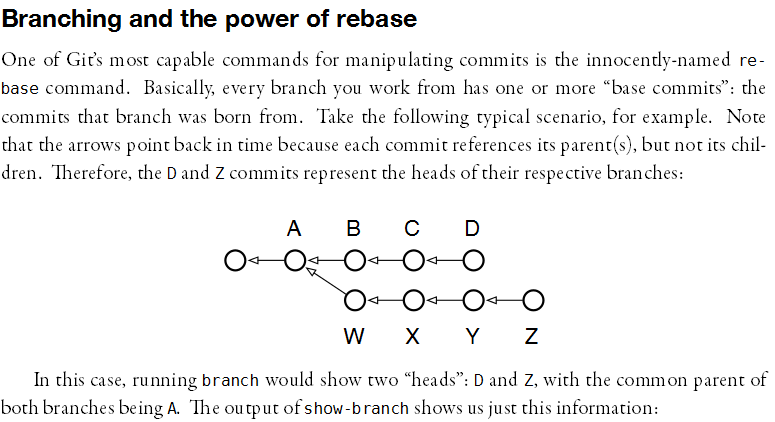 Branching and the power of rebase
One of Git's most capable commands for manipulating commits is the innocently-named re-
base command. Basically, every branch you work from has one or more “base commits”: the
commits that branch was born from. Take the following typical scenario, for example. Note
that the arrows point back in time because each commit references its parent(s), but not its chil-
dren. Therefore, the D and Z commits represent the heads of their respective branches:
A B C D
W X Y Z
In this case, running branch would show two “heads”: D and Z, with the common parent of
both branches being A. The output of show-branch shows us just this information: